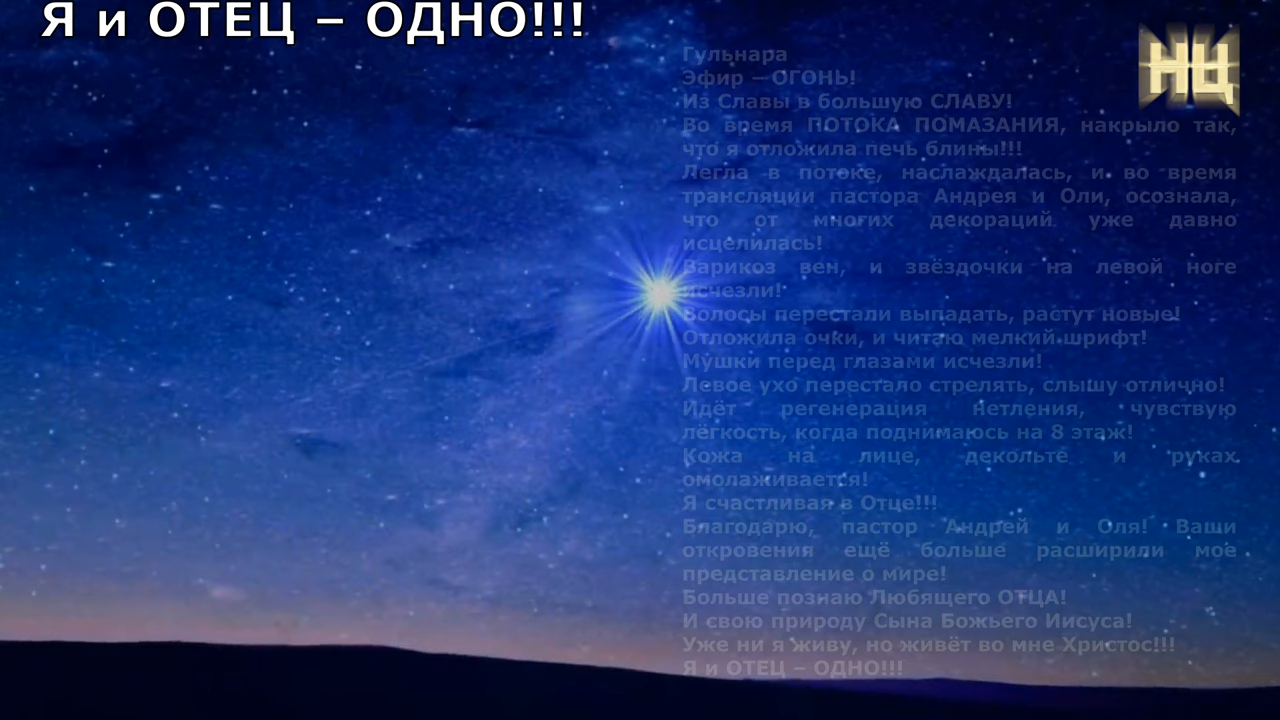 Я и ОТЕЦ – ОДНО!!!
НЦ
Гульнара
Эфир – ОГОНЬ!
Из Славы в большую СЛАВУ!
Во время ПОТОКА ПОМАЗАНИЯ, накрыло так,
что я отложила печь блины!!!
Легла в потоке, наслаждалась, и во время
трансляции пастора Андрея и Оли, осознала,
что от многих декораций уже давно
исцелилась!
Варикоз вен, и звёздочки на левой ноге
исчезли!
Волосы перестали выпадать, растут новые!
Отложила очки, и читаю мелкий шрифт!
Мушки перед глазами исчезли!
Левое ухо перестало стрелять, слышу отлично!
Идёт регенерация нетления, чувствую
лёгкость, когда поднимаюсь на 8 этаж!
Кожа на лице, декольте и руках
омолаживается!
Я счастливая в Отце!!!
Благодарю, пастор Андрей и Оля! Ваши
откровения ещё больше расширили мое
представление о мире!
Больше познаю Любящего ОТЦА!
И свою природу Сына Божьего Иисуса!
Уже ни я живу, но живёт во мне Христос!!!
Я и ОТЕЦ – ОДНО!!!